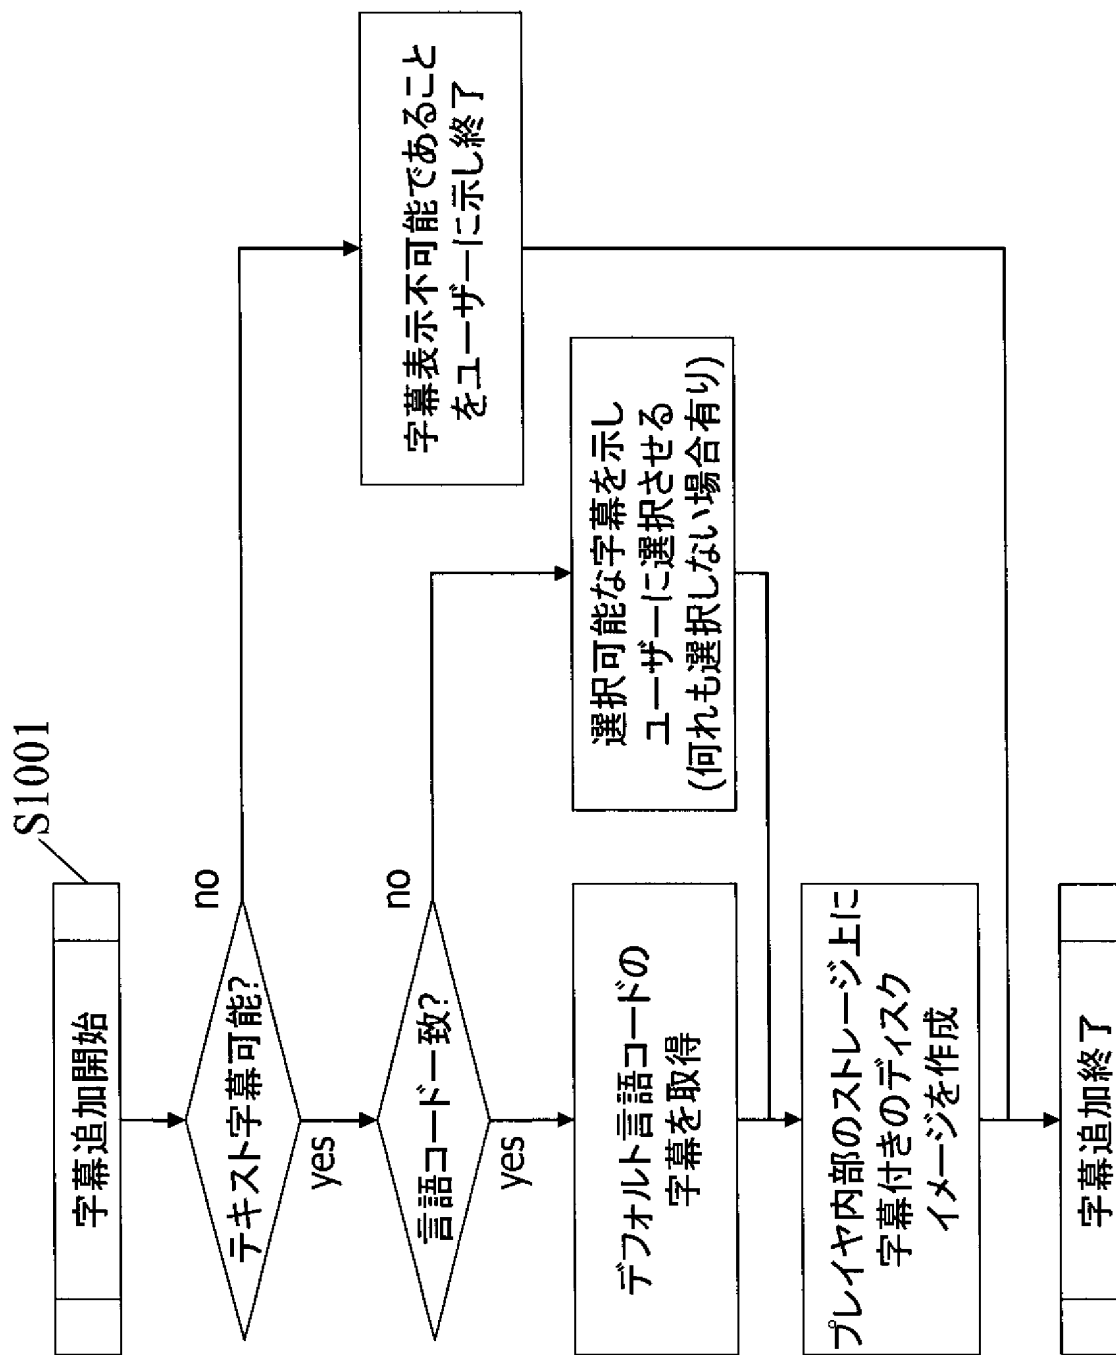 S1001
字幕追加開始
テキスト字幕可能?
no
yes
言語コード一致?
no
yes
字幕表示不可能であること
をユーザーに示し終了
選択可能な字幕を示し
ユーザーに選択させる
(何れも選択しない場合有り)
デフォルト言語コードの
字幕を取得
プレイヤ内部のストレージ上に
字幕付きのディスク
イメージを作成
字幕追加終了